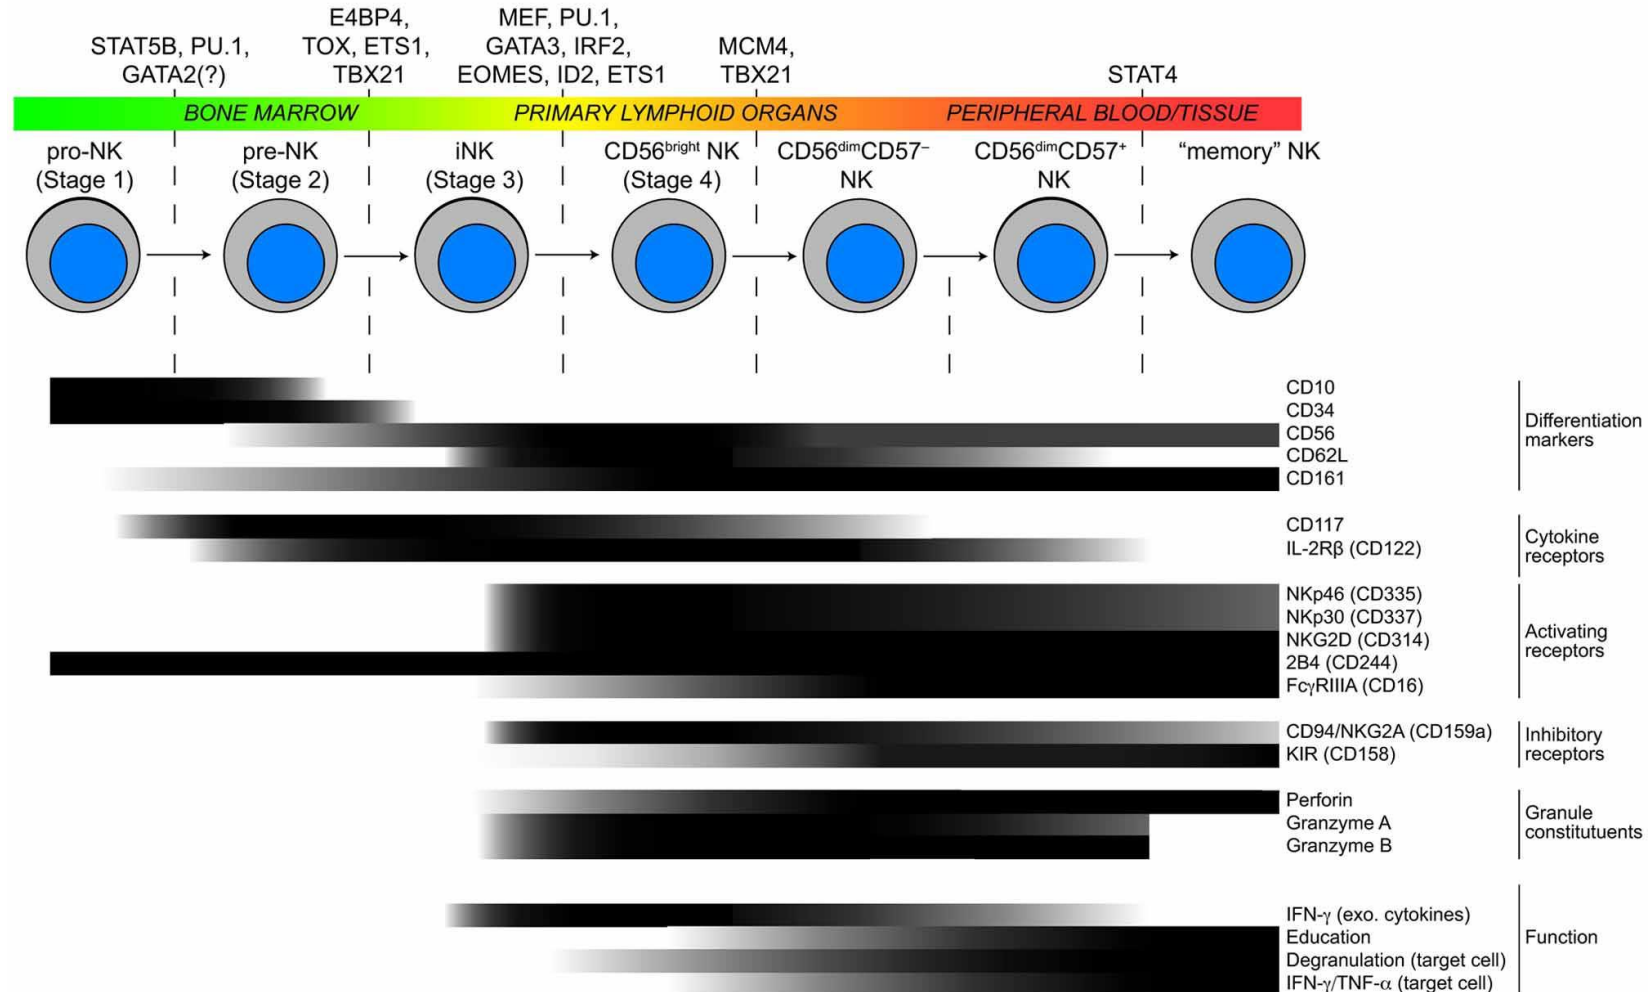 STAT5B, PU.1,
GATA2(?)
E4BP4,
TOX, ETS1,
TBX21
MEF, PU.1,
GATA3, IRF2,
EOMES, ID2, ETS1
MCM4,
TBX21
STAT4
BONE MARROW
PRIMARY LYMPHOID ORGANS
PERIPHERAL BLOOD/TISSUE
pro-NK
(Stage 1)
pre-NK
(Stage 2)
iNK
(Stage 3)
CD56bright NK
(Stage 4)
CD56dimCD57–
NK
CD56dimCD57+
NK
“memory” NK
CD10
CD34
CD56
CD62L
CD161
Differentiation
markers
CD117
IL-2Rβ (CD122)
Cytokine
receptors
NKp46 (CD335)
NKp30 (CD337)
NKG2D (CD314)
2B4 (CD244)
FcγRIIIA (CD16)
Activating
receptors
CD94/NKG2A (CD159a)
KIR (CD158)
Inhibitory
receptors
Perforin
Granzyme A
Granzyme B
Granule
constitutuents
IFN-γ (exo. cytokines)
Education
Degranulation (target cell)
IFN-γ/TNF-α (target cell)
Function